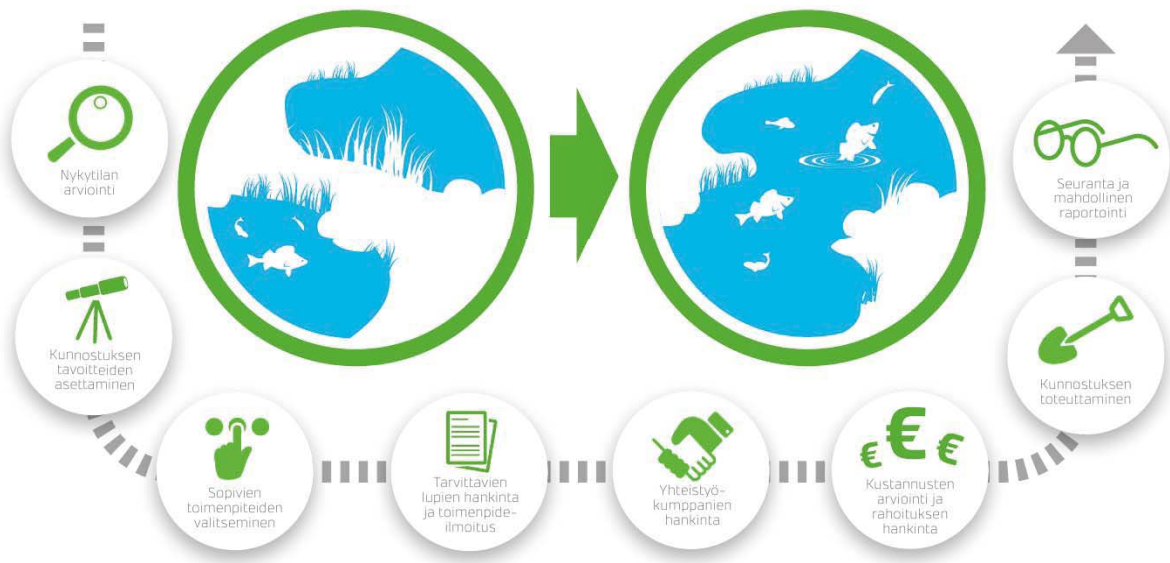 Nykytilan
arviointi
Kunnostuksen
tavoitteiden
asettaminen
Sopivien
toimenpiteiden
valitseminen
Tarvittavien
lupien hankinta
ja toimenpide-
ilmoitus
Yhteistyö-
kumppanien
hankinta
€ € €
Kustannusten
arviointi ja
rahoituksen
hankinta
Kunnostuksen
toteuttaminen
Seuranta ja
mahdollinen
raportointi